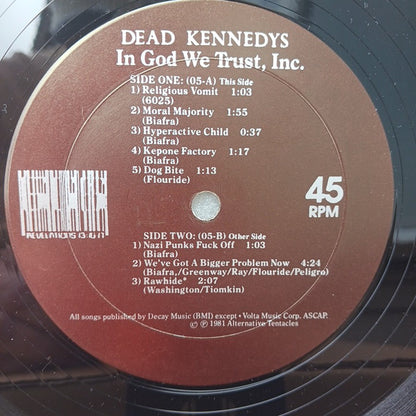 DEAD KENNEDYS
In God We Trust, Inc.
SIDE ONE: (05-A) This Side
1) Religious Vomit 1:03
(6025)
2) Moral Majority 1:55
(Biafra)
3) Hyperactive Child 0:37
(Biafra)
4) Kepone Factory 1:17
(Biafra)
5) Dog Bite 1:13
(Flouride)
45
RPM
SIDE TWO: (05-B) Other Side
1) Nazi Punks Fuck Off 1:03
(Biafra)
2) We've Got A Bigger Problem Now 4:24
(Biafra,/Greenway/Ray/Flouride/Peligro)
3) Rawhide* 2:07
(Washington/Tiomkin)
All songs published by Decay Music (BMI) except • Volta Music Corp. ASCAP.
© ℗ 1981 Alternative Tentacles